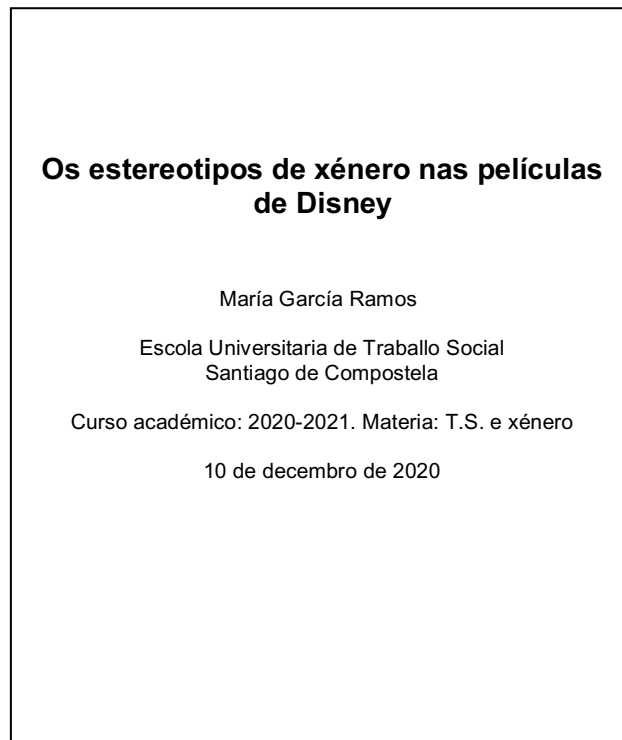 Os estereotipos de xénero nas películas
de Disney
María García Ramos
Escola Universitaria de Traballo Social
Santiago de Compostela
Curso académico: 2020-2021. Materia: T.S. e xénero
10 de decembro de 2020